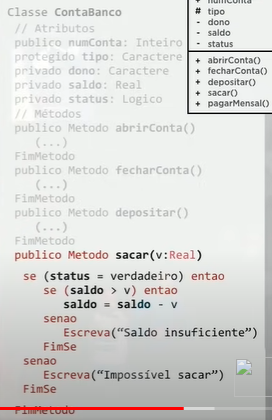 Classe ContaBanco
// Atributos
publico numConta: Inteiro
protegido tipo: Caractere
privado dono: Caractere
privado saldo: Real
privado status: Logico
// Métodos
publico Metodo abrirConta()
(...)
FimMetodo
publico Metodo fecharConta()
(...)
FimMetodo
publico Metodo depositar()
(...)
FimMetodo
publico Metodo sacar(v:Real)
se (status = verdadeiro) entao
se (saldo > v) entao
saldo = saldo - v
senao
Escreva(“Saldo insuficiente”)
FimSe
senao
Escreva(“Impossível sacar”)
FimSe
FimMetodo
+ numConta
# tipo
- dono
- saldo
- status
+ abrirConta()
+ fecharConta()
+ depositar()
+ sacar()
+ pagarMensal()